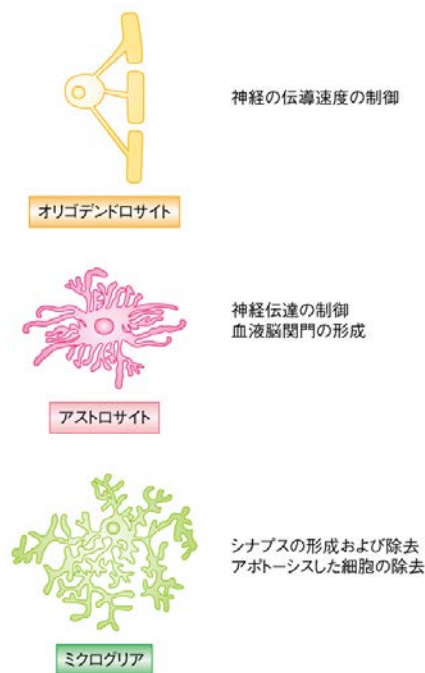 神経の伝導速度の制御
オリゴデンドロサイト
神経伝達の制御
血液脳関門の形成
アストロサイト
シナプスの形成および除去
アポトーシスした細胞の除去
ミクログリア